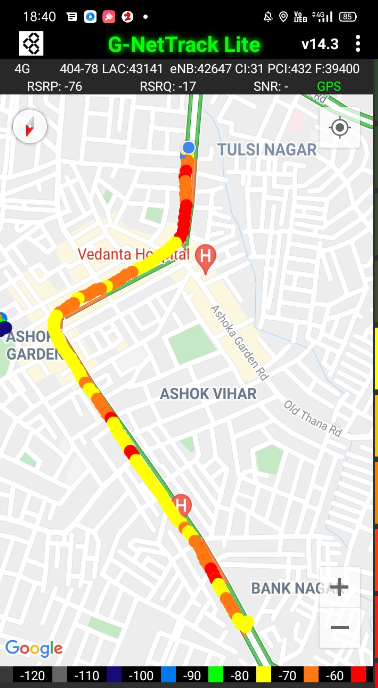 18:40
85
G-NetTrack Lite v14.3
4G 404-78 LAC:43141 eNB:42647 CI:31 PCI:432 F:39400
RSRP: -76 RSRQ: -17 SNR: - GPS
Rd
TULSI NAGAR
Vedanta Hospital
H
Ashoka Garden Rd
ASHOK
GARDEN
ASHOK VIHAR
Old Thana Rd
H
BANK NAGA
+
−
Google
-120 -110 -100 -90 -80 -70 -60